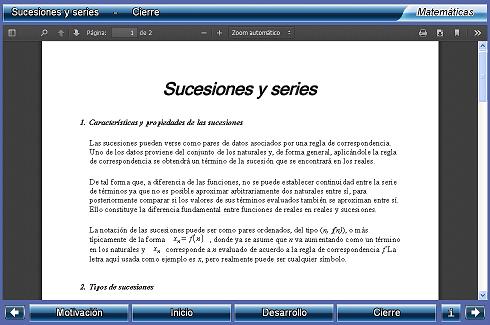 Sucesiones y series - Cierre
Matemáticas
Página: 1 de 2
Zoom automático
Sucesiones y series
1. Características y propiedades de las sucesiones
Las sucesiones pueden verse como pares de datos asociados por una regla de correspondencia.
Uno de los datos proviene del conjunto de los naturales y, de forma general, aplicándole la regla
de correspondencia se obtendrá un término de la sucesión que se encontrará en los reales.
De tal forma que, a diferencia de las funciones, no se puede establecer continuidad entre la serie
de términos ya que no es posible aproximar arbitrariamente dos naturales entre sí, para
posteriormente comparar si los valores de sus términos evaluados también se aproximan entre sí.
Ello constituye la diferencia fundamental entre funciones de reales en reales y sucesiones.
La notación de las sucesiones puede ser como pares ordenados, del tipo (n, f(n)), o más
típicamente de la forma xn = f(n) , donde ya se asume que n va aumentando como un término
en los naturales y xn corresponde a n evaluado de acuerdo a la regla de correspondencia f. La
letra aquí usada como ejemplo es x, pero realmente puede ser cualquier símbolo.
2. Tipos de sucesiones
Motivación
Inicio
Desarrollo
Cierre
i